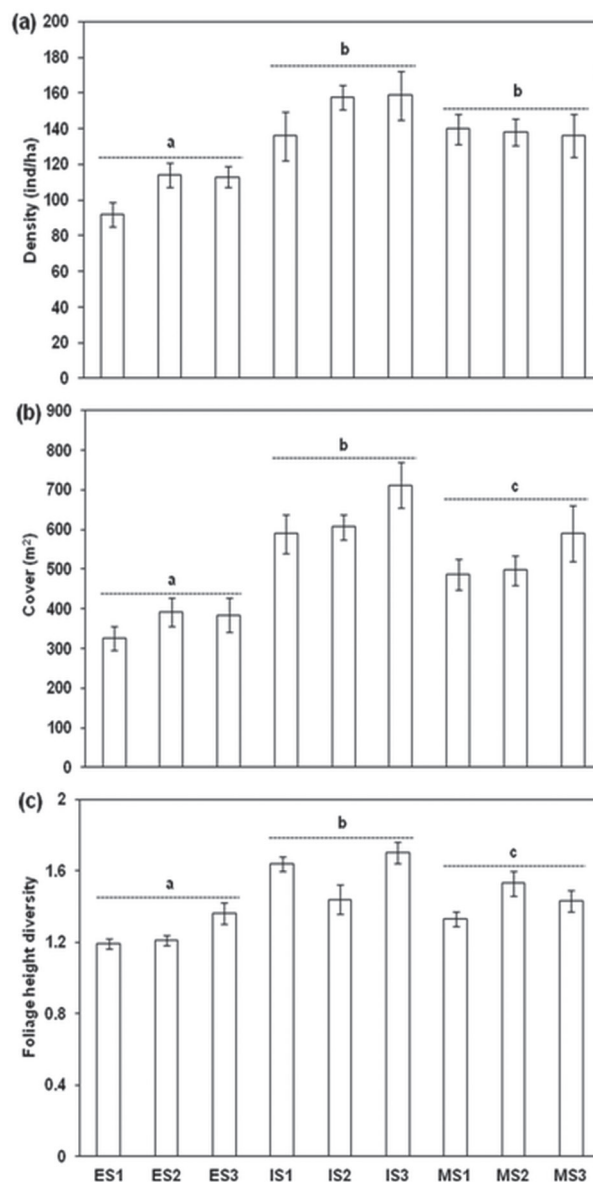 (a)
Density (ind/ha)
200
180
160
140
120
100
80
60
40
20
0
a
b
b
(b)
Cover (m²)
900
800
700
600
500
400
300
200
100
0
a
b
c
(c)
Foliage height diversity
2
1.6
1.2
0.8
0.4
0
a
b
c
ES1 ES2 ES3 IS1 IS2 IS3 MS1 MS2 MS3